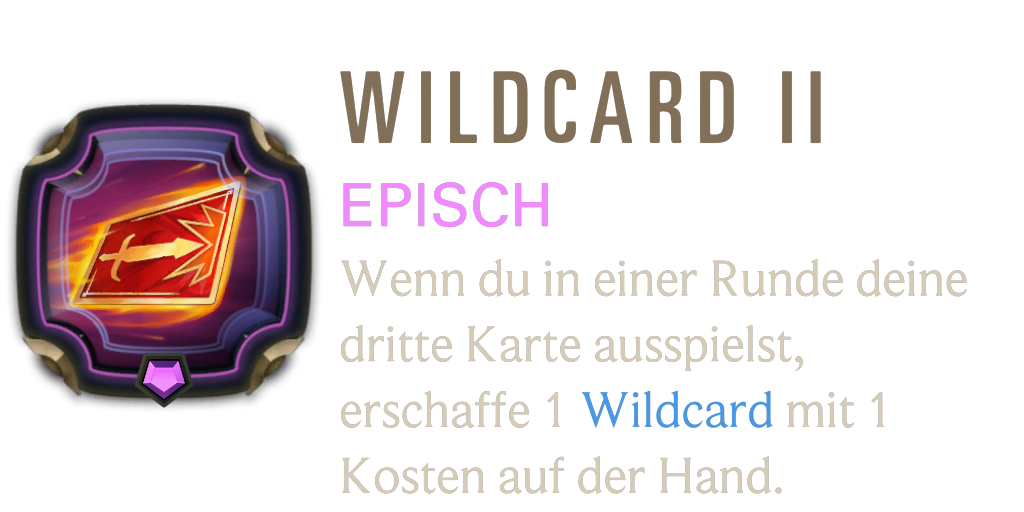 WILDCARD II
EPISCH
Wenn du in einer Runde deine
dritte Karte ausspielst,
erschaffe 1 Wildcard mit 1
Kosten auf der Hand.